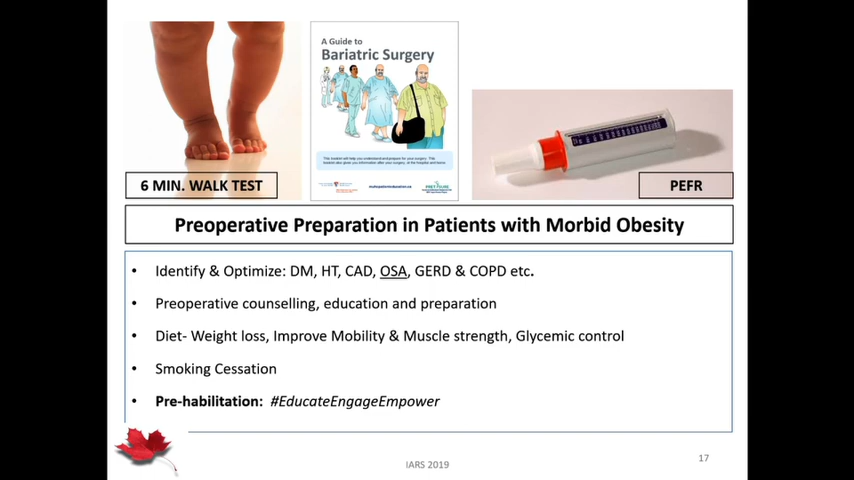 A Guide to
Bariatric Surgery
6 MIN. WALK TEST
PEFR
Preoperative Preparation in Patients with Morbid Obesity
• Identify & Optimize: DM, HT, CAD, OSA, GERD & COPD etc.
• Preoperative counselling, education and preparation
• Diet- Weight loss, Improve Mobility & Muscle strength, Glycemic control
• Smoking Cessation
• Pre-habilitation: #EducateEngageEmpower
IARS 2019
17